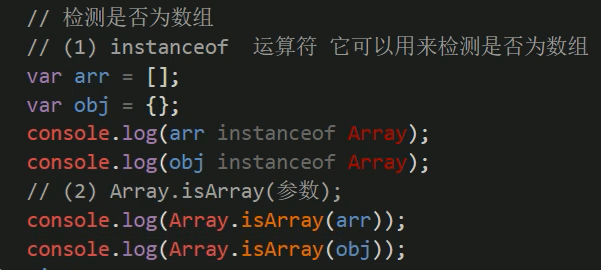 // 检测是否为数组
// (1) instanceof  运算符 它可以用来检测是否为数组
var arr = [];
var obj = {};
console.log(arr instanceof Array);
console.log(obj instanceof Array);
// (2) Array.isArray(参数);
console.log(Array.isArray(arr));
console.log(Array.isArray(obj));